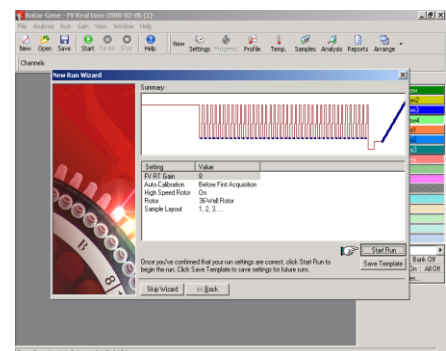 Rotor-Gene - FV Real time 2008-02-06 (1)
File Analysis Run Gain View Window Help
New Open Save Start Pause Stop Help View Settings Progress Profile Temp. Samples Analysis Reports Arrange
Channels
New Run Wizard
Summary:
Setting Value
FV RT Gain 8
Auto-Calibration Before First Acquisition
High Speed Rotor On
Rotor 36-Well Rotor
Sample Layout 1, 2, 3, ...
Start Run
Once you've confirmed that your run settings are correct, click Start Run to
begin the run. Click Save Template to save settings for future runs.
Save Template
Skip Wizard << Back
Bank Off
On All Off